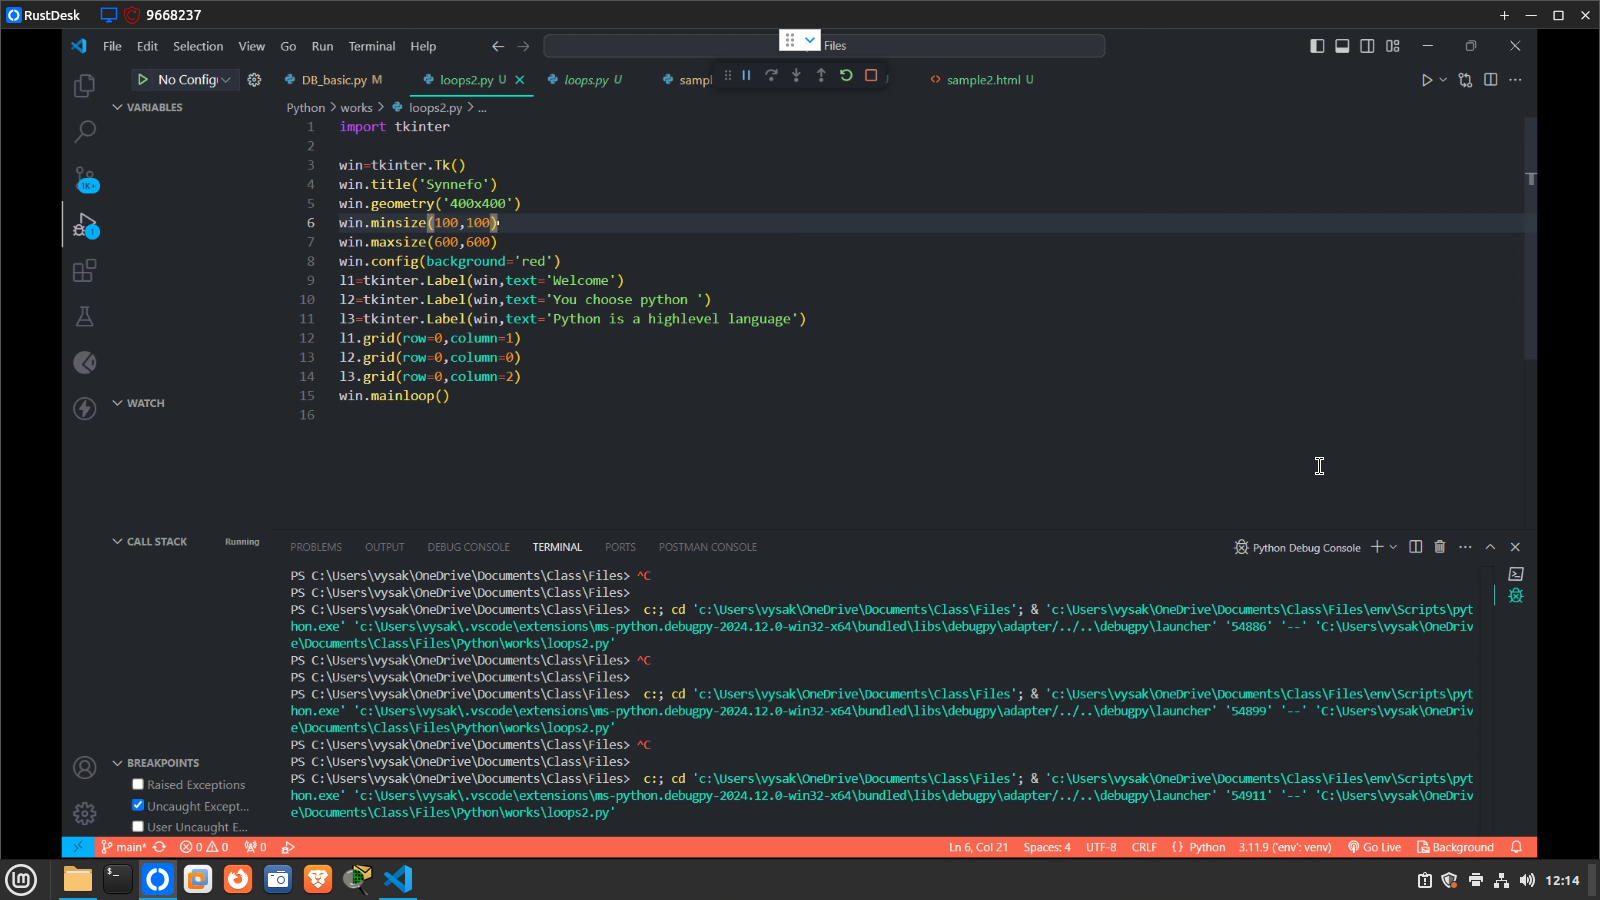 RustDesk 9668237
File Edit Selection View Go Run Terminal Help Files
No Config DB_basic.py M loops2.py U loops.py U sampl sample2.html U
VARIABLES
Python > works > loops2.py > ...
1 import tkinter
2
3 win=tkinter.Tk()
4 win.title('Synnefo')
5 win.geometry('400x400')
6 win.minsize(100,100)
7 win.maxsize(600,600)
8 win.config(background='red')
9 l1=tkinter.Label(win,text='Welcome')
10 l2=tkinter.Label(win,text='You choose python ')
11 l3=tkinter.Label(win,text='Python is a highlevel language')
12 l1.grid(row=0,column=1)
13 l2.grid(row=0,column=0)
14 l3.grid(row=0,column=2)
15 win.mainloop()
16
1K+
1
WATCH
CALL STACK Running
PROBLEMS OUTPUT DEBUG CONSOLE TERMINAL PORTS POSTMAN CONSOLE Python Debug Console
PS C:\Users\vysak\OneDrive\Documents\Class\Files> ^C
PS C:\Users\vysak\OneDrive\Documents\Class\Files>
PS C:\Users\vysak\OneDrive\Documents\Class\Files>  c:; cd 'c:\Users\vysak\OneDrive\Documents\Class\Files'; & 'c:\Users\vysak\OneDrive\Documents\Class\Files\env\Scripts\pyt
hon.exe' 'c:\Users\vysak\.vscode\extensions\ms-python.debugpy-2024.12.0-win32-x64\bundled\libs\debugpy\adapter/../..\debugpy\launcher' '54886' '--' 'C:\Users\vysak\OneDriv
e\Documents\Class\Files\Python\works\loops2.py'
PS C:\Users\vysak\OneDrive\Documents\Class\Files> ^C
PS C:\Users\vysak\OneDrive\Documents\Class\Files>
PS C:\Users\vysak\OneDrive\Documents\Class\Files>  c:; cd 'c:\Users\vysak\OneDrive\Documents\Class\Files'; & 'c:\Users\vysak\OneDrive\Documents\Class\Files\env\Scripts\pyt
hon.exe' 'c:\Users\vysak\.vscode\extensions\ms-python.debugpy-2024.12.0-win32-x64\bundled\libs\debugpy\adapter/../..\debugpy\launcher' '54899' '--' 'C:\Users\vysak\OneDriv
e\Documents\Class\Files\Python\works\loops2.py'
PS C:\Users\vysak\OneDrive\Documents\Class\Files> ^C
PS C:\Users\vysak\OneDrive\Documents\Class\Files>
PS C:\Users\vysak\OneDrive\Documents\Class\Files>  c:; cd 'c:\Users\vysak\OneDrive\Documents\Class\Files'; & 'c:\Users\vysak\OneDrive\Documents\Class\Files\env\Scripts\pyt
hon.exe' 'c:\Users\vysak\.vscode\extensions\ms-python.debugpy-2024.12.0-win32-x64\bundled\libs\debugpy\adapter/../..\debugpy\launcher' '54911' '--' 'C:\Users\vysak\OneDriv
e\Documents\Class\Files\Python\works\loops2.py'
BREAKPOINTS
Raised Exceptions
Uncaught Except...
User Uncaught E...
main* 0 0 0 Ln 6, Col 21 Spaces: 4 UTF-8 CRLF {} Python 3.11.9 ('env': venv) Go Live Background
12:14